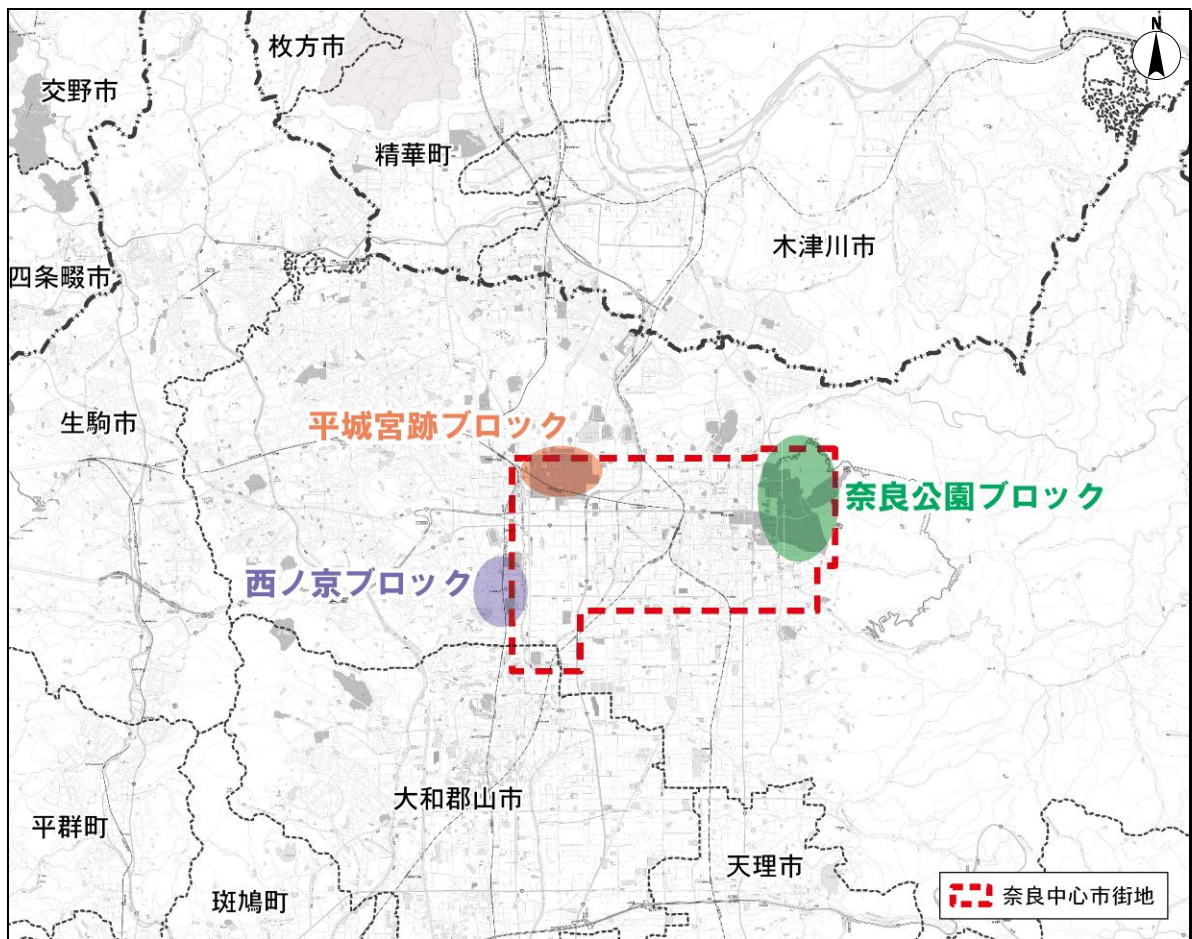 N
枚方市
交野市
精華町
木津川市
四条畷市
生駒市
平城宮跡ブロック
奈良公園ブロック
西ノ京ブロック
大和郡山市
平群町
天理市
斑鳩町
奈良中心市街地